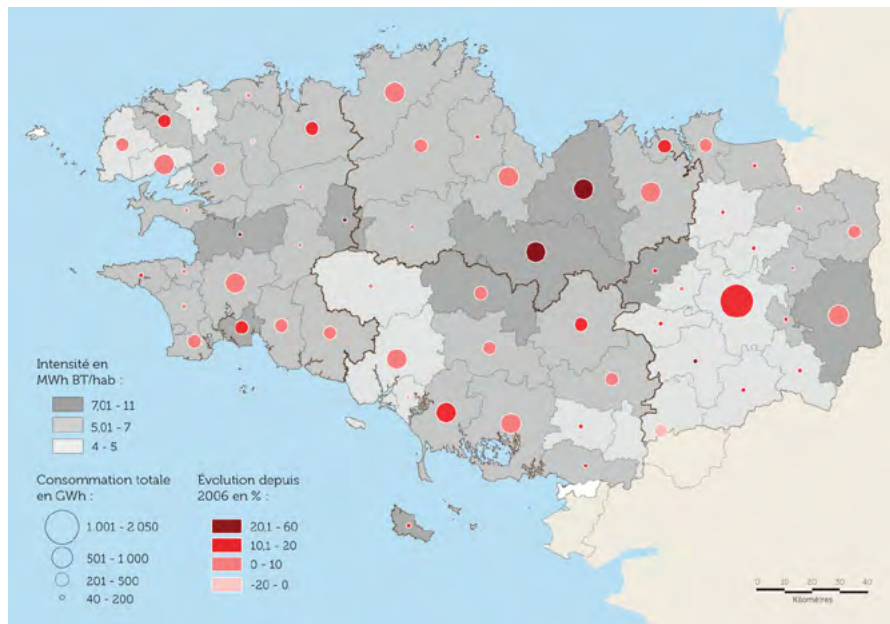 Intensité en
MWh BT/hab :
7,01 - 11
5,01 - 7
4 - 5
Consommation totale
en GWh :
1 001 - 2 050
501 - 1 000
201 - 500
40 - 200
Évolution depuis
2006 en % :
20,1 - 60
10,1 - 20
0 - 10
-20 - 0
0 10 20 30 40
Kilomètres